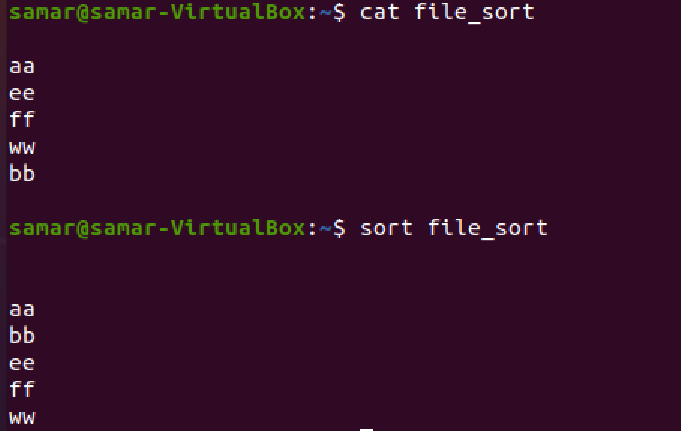 samar@samar-VirtualBox:~$ cat file_sort
aa
ee
ff
ww
bb
samar@samar-VirtualBox:~$ sort file_sort
aa
bb
ee
ff
ww